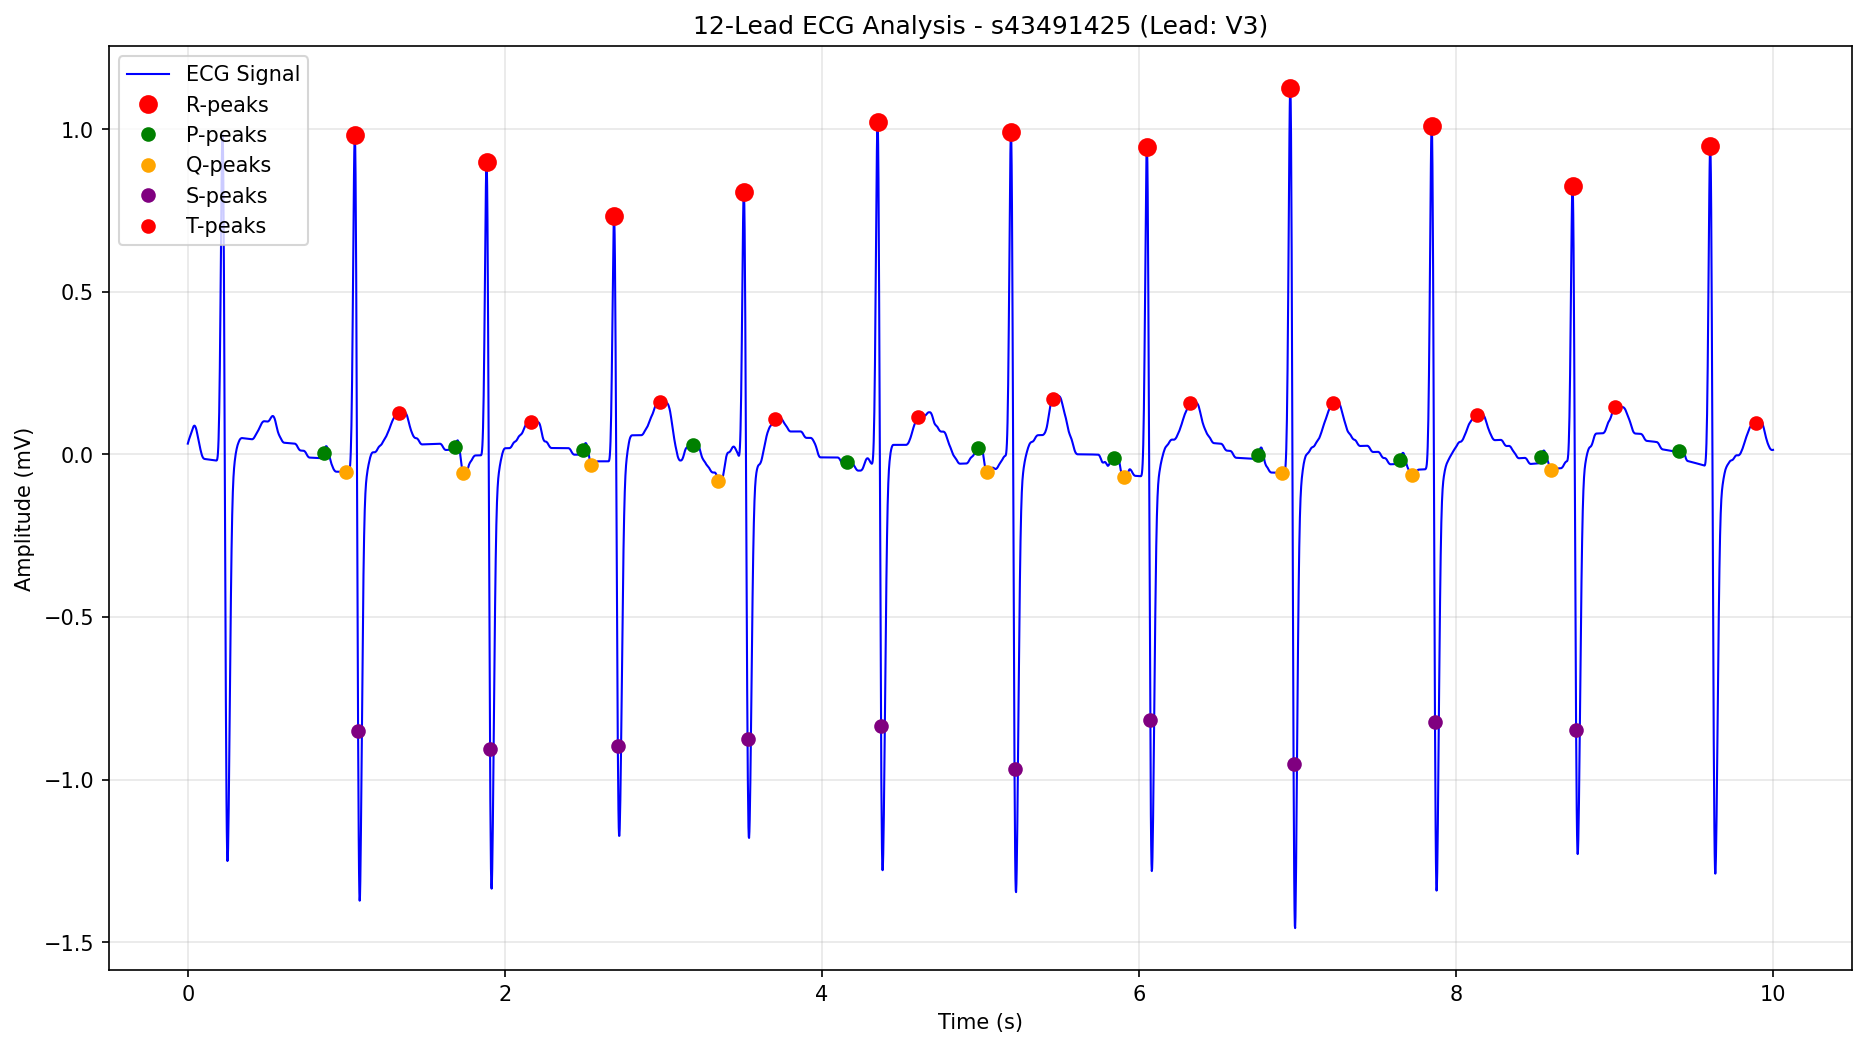 12-Lead ECG Analysis - s43491425 (Lead: V3)
ECG Signal
R-peaks
P-peaks
Q-peaks
S-peaks
T-peaks
Amplitude (mV)
1.0
0.5
0.0
−0.5
−1.0
−1.5
0
2
4
6
8
10
Time (s)